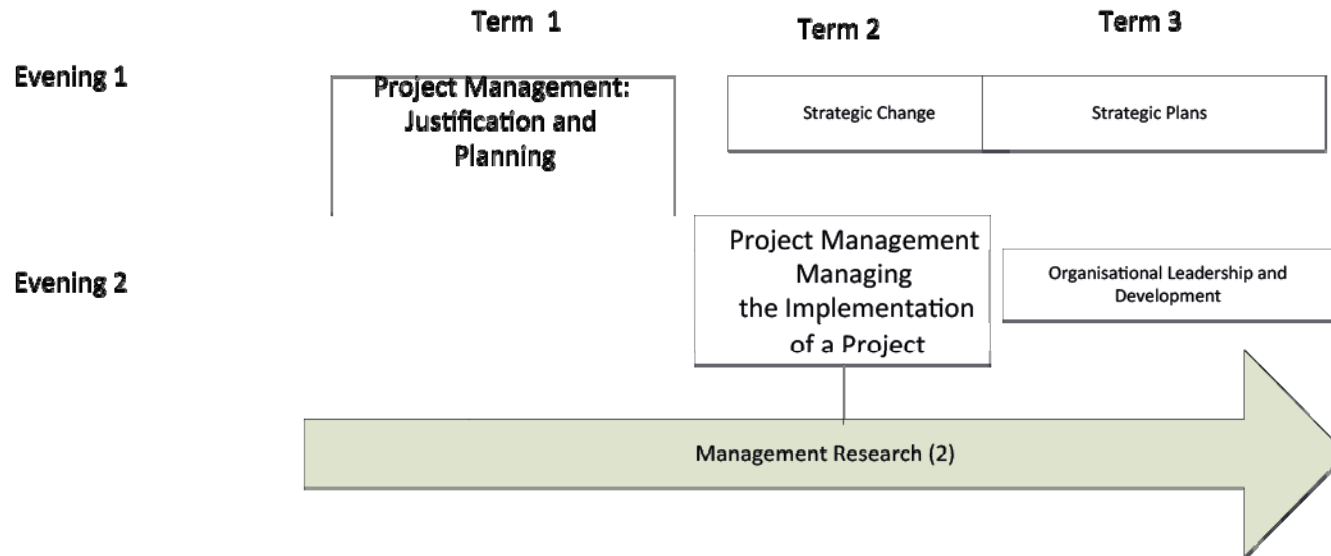 Term 1
Term 2
Term 3
Evening 1
Project Management:
Justification and
Planning
Strategic Change
Strategic Plans
Evening 2
Project Management
Managing
the Implementation
of a Project
Organisational Leadership and
Development
Management Research (2)